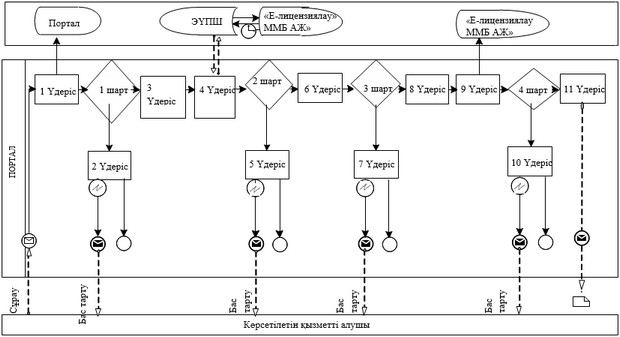 Портал
ЭҮПШ
«Е-лицензиялау»
ММБ АЖ»
«Е-лицензиялау
ММБ АЖ»
ПОРТАЛ
1 Үдеріс
1 шарт
3
Үдеріс
4 Үдеріс
2 шарт
6 Үдеріс
3 шарт
8 Үдеріс
9 Үдеріс
4 шарт
11 Үдеріс
2 Үдеріс
5 Үдеріс
7 Үдеріс
10 Үдеріс
Сұрау
Бас тарту
Бас
тарту
Бас
тарту
Бас
тарту
Көрсетілетін қызметті алушы